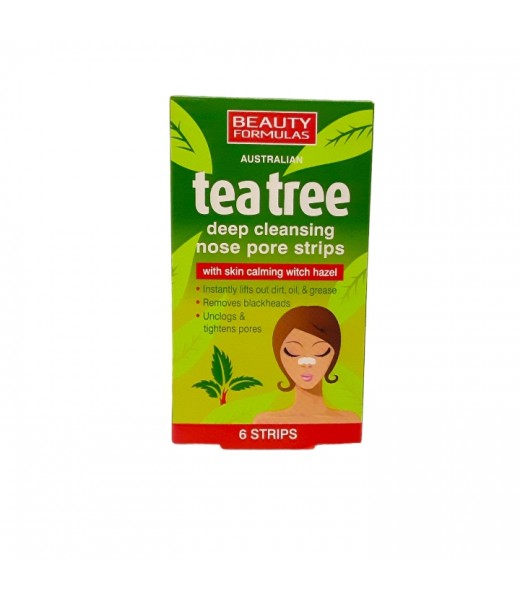 BEAUTY
FORMULAS
AUSTRALIAN
tea tree
deep cleansing
nose pore strips
with skin calming witch hazel
• Instantly lifts out dirt, oil, & grease
• Removes blackheads
• Unclogs &
tightens pores
6 STRIPS